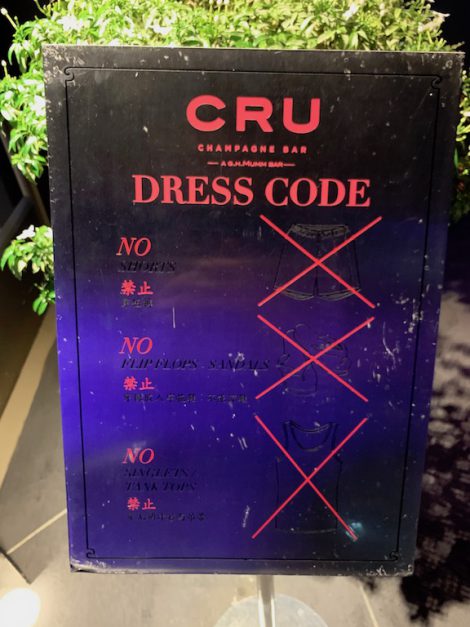 CRU
CHAMPAGNE BAR
A G.H.MUMM BAR
DRESS CODE
NO
SHORTS
禁止
NO
FLIP FLOPS - SANDALS
禁止
NO
SINGLETS /
TANK TOPS
禁止